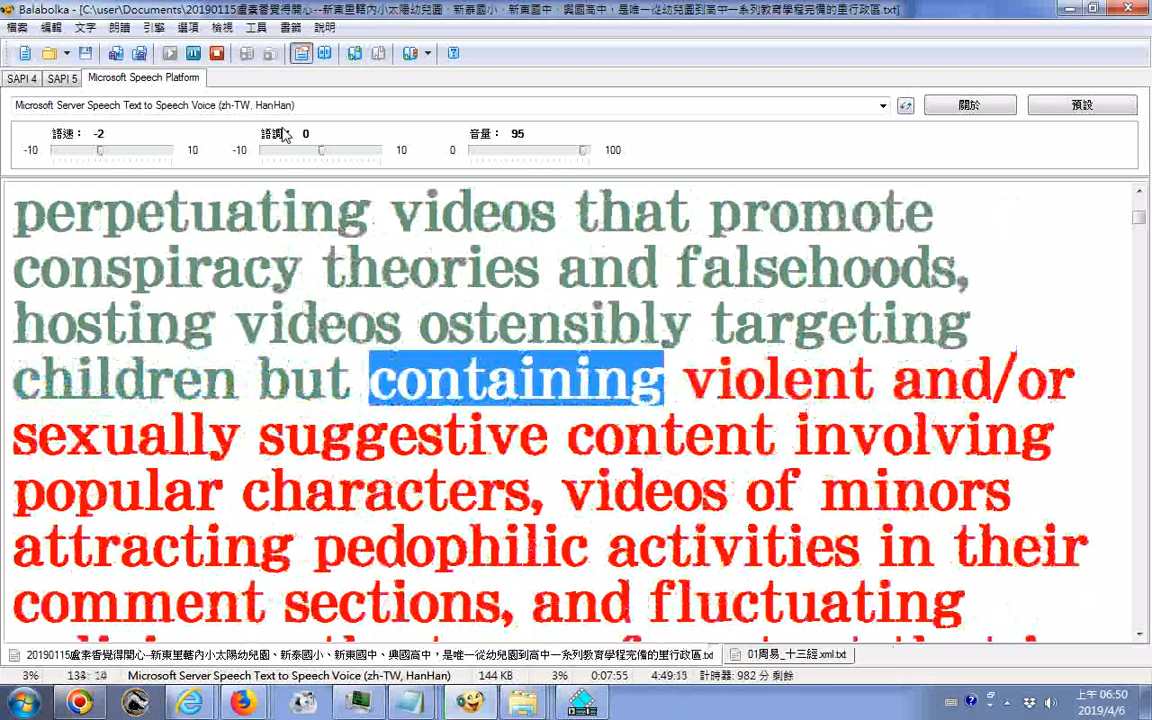 Balabolka - [C:\user\Documents\20190115盧素香覺得開心--新東里轄內小太陽幼兒園、新泰國小、新東國中、興國高中，是唯一從幼兒園到高中一系列教育學程完備的里行政區.txt]
檔案 編輯 文字 朗讀 引擎 選項 檢視 工具 書籤 說明
SAPI 4 SAPI 5 Microsoft Speech Platform
Microsoft Server Speech Text to Speech Voice (zh-TW, HanHan) 關於 預設
語速： -2 語調： 0 音量： 95
-10 10 -10 10 0 100
perpetuating videos that promote
conspiracy theories and falsehoods,
hosting videos ostensibly targeting
children but containing violent and/or
sexually suggestive content involving
popular characters, videos of minors
attracting pedophilic activities in their
comment sections, and fluctuating
20190115盧素香覺得開心--新東里轄內小太陽幼兒園、新泰國小、新東國中、興國高中，是唯一從幼兒園到高中一系列教育學程完備的里行政區.txt 01周易_十三經.xml.txt
3% Microsoft Server Speech Text to Speech Voice (zh-TW, HanHan) 144 KB 3% 0:07:55 4:49:13 計時器： 982 分 剩餘
上午 06:50
2019/4/6